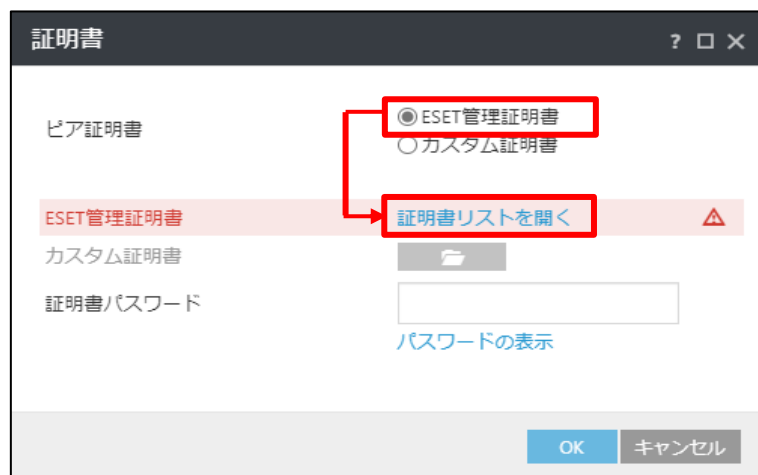 証明書
ピア証明書
ESET管理証明書
カスタム証明書
ESET管理証明書
証明書リストを開く
カスタム証明書
証明書パスワード
パスワードの表示
OK
キャンセル